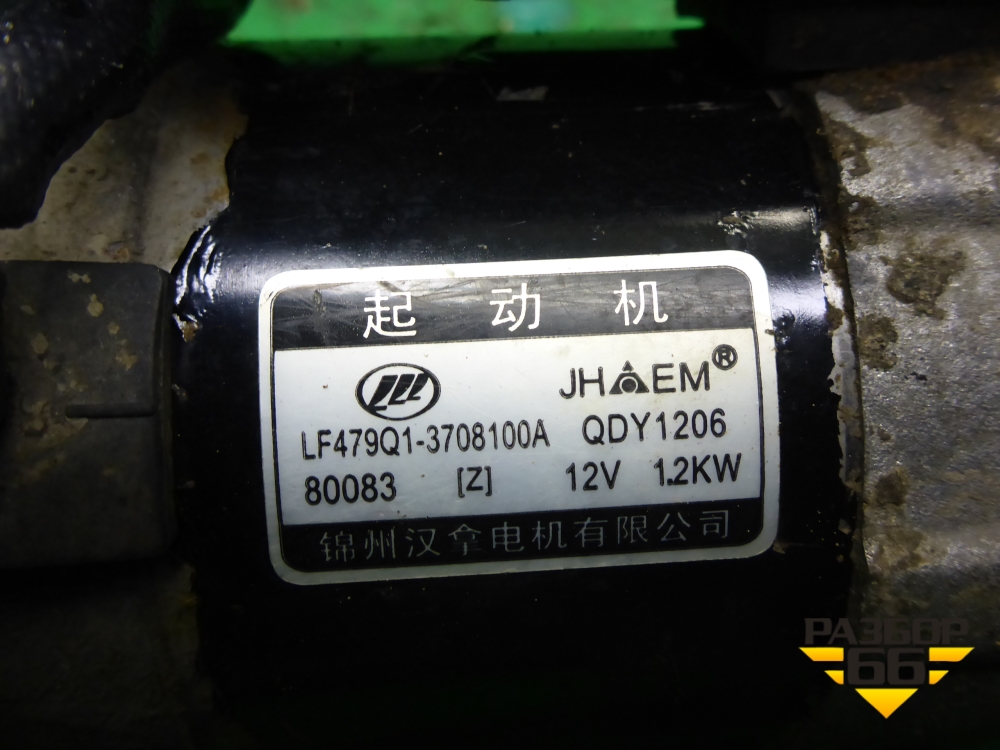 起动机
JHAEM®
LF479Q1-3708100A QDY1206
80083 [Z] 12V 1.2KW
锦州汉拿电机有限公司
РАЗБОР
66